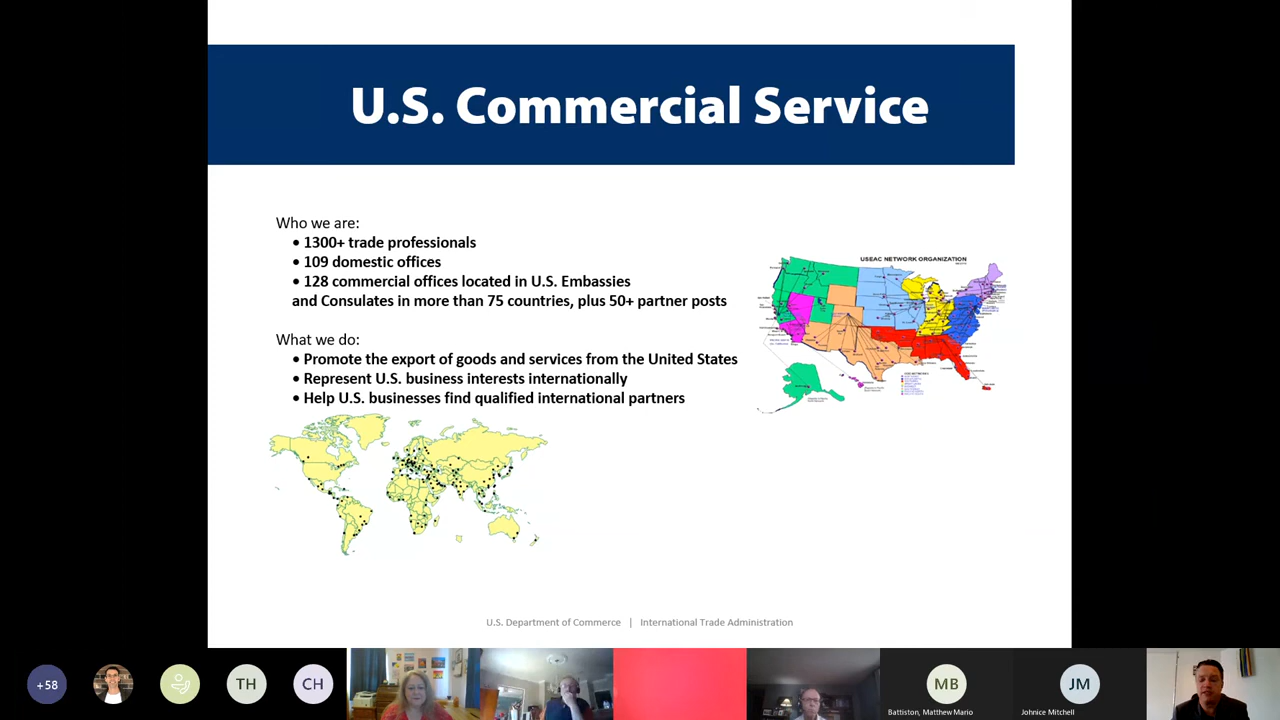 U.S. Commercial Service
Who we are:
• 1300+ trade professionals
• 109 domestic offices
• 128 commercial offices located in U.S. Embassies
and Consulates in more than 75 countries, plus 50+ partner posts
What we do:
• Promote the export of goods and services from the United States
• Represent U.S. business interests internationally
• Help U.S. businesses find qualified international partners
USEAC NETWORK ORGANIZATION
U.S. Department of Commerce | International Trade Administration
+58
TH
CH
MB
Battiston, Matthew Mario
JM
Johnice Mitchell